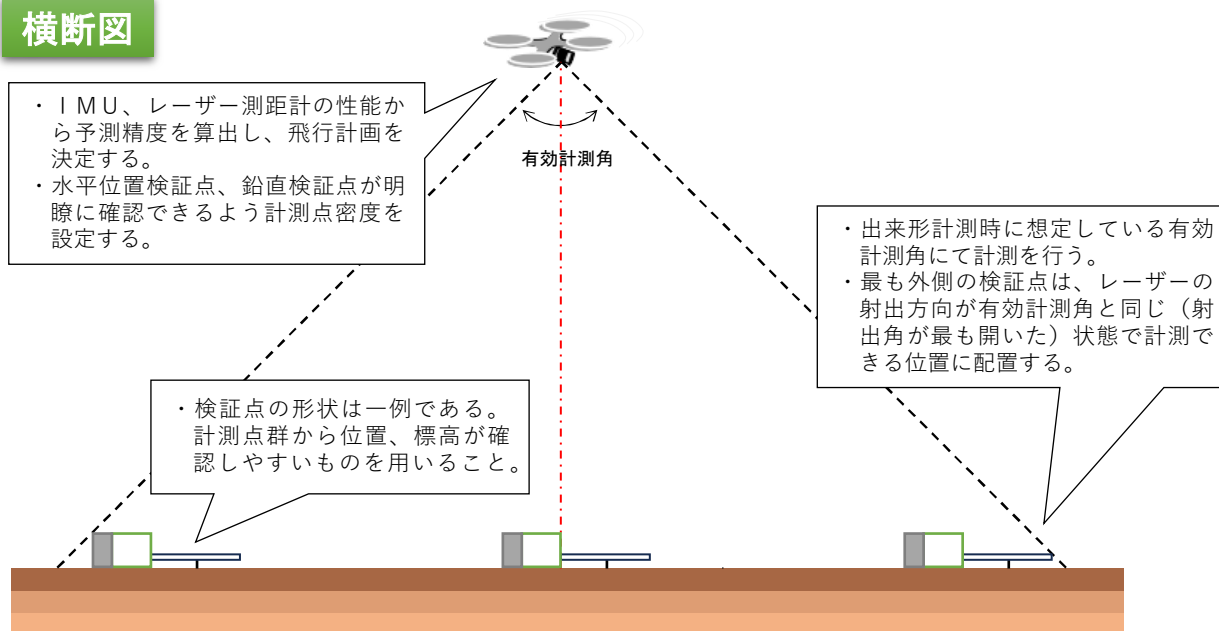 横断図
・ＩＭＵ、レーザー測距計の性能か
ら予測精度を算出し、飛行計画を
決定する。
・水平位置検証点、鉛直検証点が明
瞭に確認できるよう計測点密度を
設定する。
有効計測角
・出来形計測時に想定している有効
計測角にて計測を行う。
・最も外側の検証点は、レーザーの
射出方向が有効計測角と同じ（射
出角が最も開いた）状態で計測で
きる位置に配置する。
・検証点の形状は一例である。
計測点群から位置、標高が確
認しやすいものを用いること。